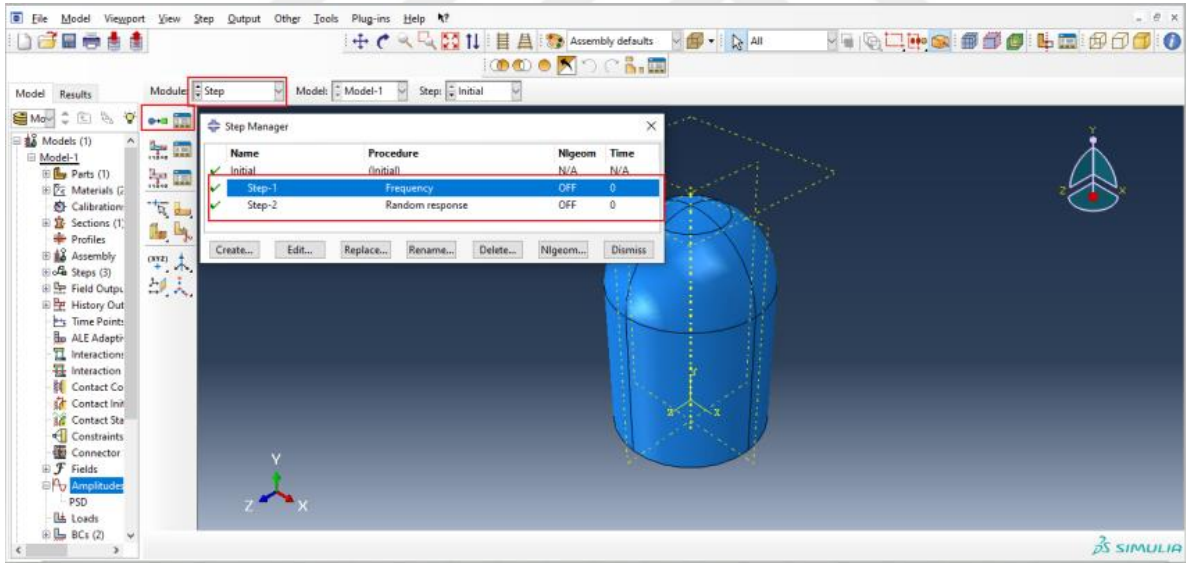 File Model Viewport View Step Output Other Tools Plug-ins Help
Assembly defaults All
Model Results Module: Step Model: Model-1 Step: Initial
Step Manager
Name Procedure Nlgeom Time
Initial (Initial) N/A N/A
Step-1 Frequency OFF 0
Step-2 Random response OFF 0
Create... Edit... Replace... Rename... Delete... Nlgeom... Dismiss
Models (1)
Model-1
Parts (1)
Materials (2
Calibration
Sections (1)
Profiles
Assembly
Steps (3)
Field Outpu
History Out
Time Points
ALE Adapti
Interactions
Interaction
Contact Co
Contact Init
Contact Sta
Constraints
Connector
Fields
Amplitudes
PSD
Loads
BCs (2)
(XYZ)
Y
Z X
Y
Z X
Y
Z X
SIMULIA